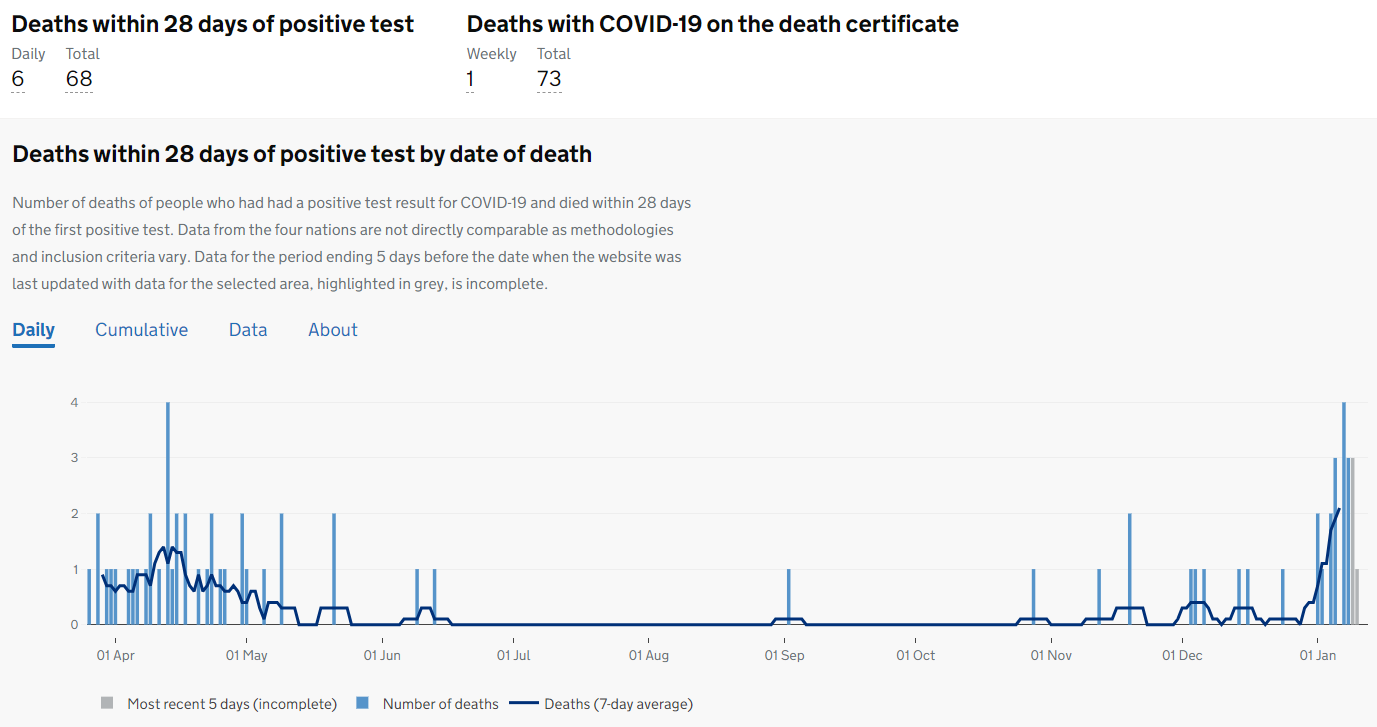 Deaths within 28 days of positive test
Deaths with COVID-19 on the death certificate
Daily
Total
Weekly
Total
6
68
1
73
Deaths within 28 days of positive test by date of death
Number of deaths of people who had had a positive test result for COVID-19 and died within 28 days
of the first positive test. Data from the four nations are not directly comparable as methodologies
and inclusion criteria vary. Data for the period ending 5 days before the date when the website was
last updated with data for the selected area, highlighted in grey, is incomplete.
Daily
Cumulative
Data
About
4
3
2
1
0
01 Apr
01 May
01 Jun
01 Jul
01 Aug
01 Sep
01 Oct
01 Nov
01 Dec
01 Jan
Most recent 5 days (incomplete)
Number of deaths
Deaths (7-day average)